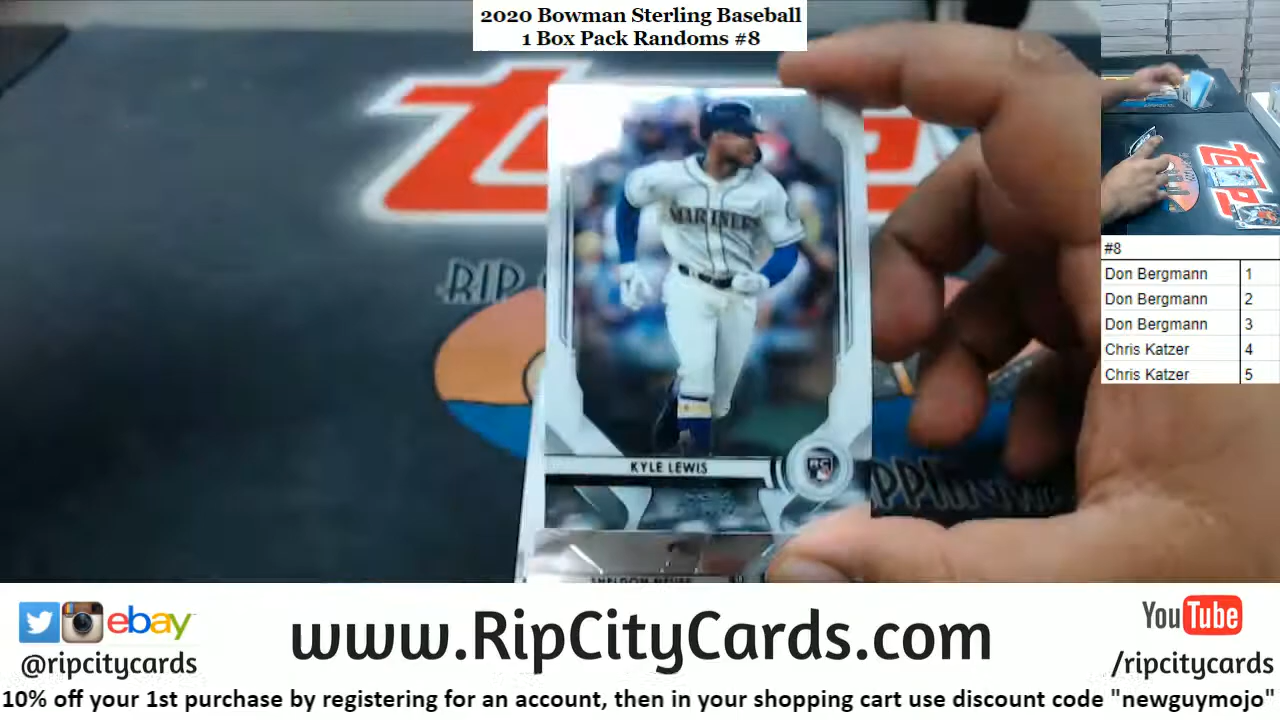 2020 Bowman Sterling Baseball
1 Box Pack Randoms #8
RIP
MARINERS
KYLE LEWIS
RC
#8
Don Bergmann 1
Don Bergmann 2
Don Bergmann 3
Chris Katzer 4
Chris Katzer 5
ebay
@ripcitycards
www.RipCityCards.com
YouTube
/ripcitycards
10% off your 1st purchase by registering for an account, then in your shopping cart use discount code "newguymojo"